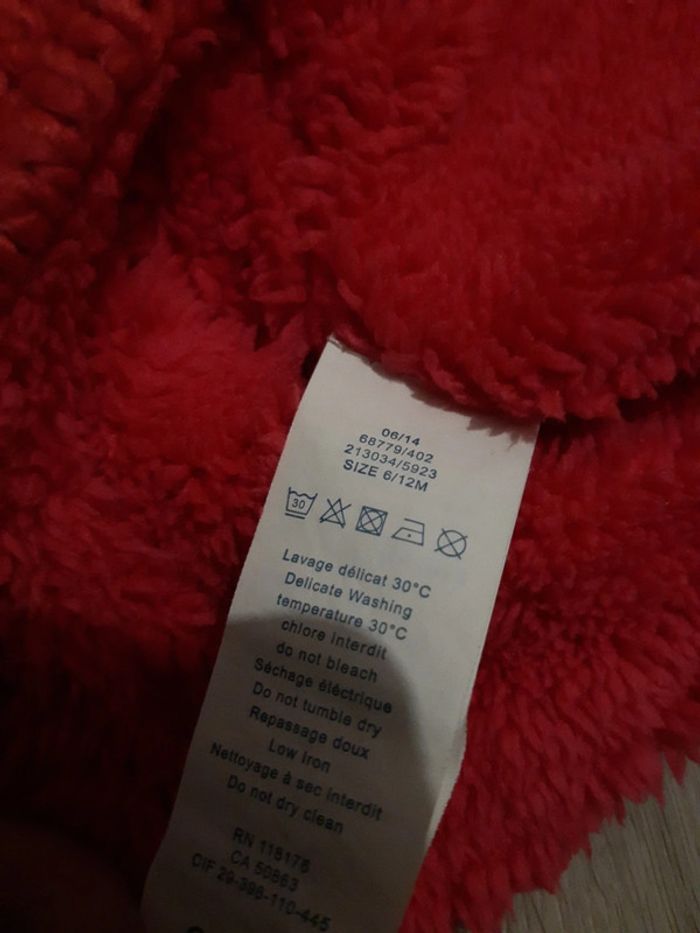 06/14
68779/402
213034/5923
SIZE 6/12M
30
Lavage délicat 30°C
Delicate Washing
temperature 30°C
chlore interdit
do not bleach
Séchage éléctrique
Do not tumble dry
Repassage doux
Low Iron
Nettoyage à sec interdit
Do not dry clean
RN 118178
CA 50863
CIF 29-398-110-445